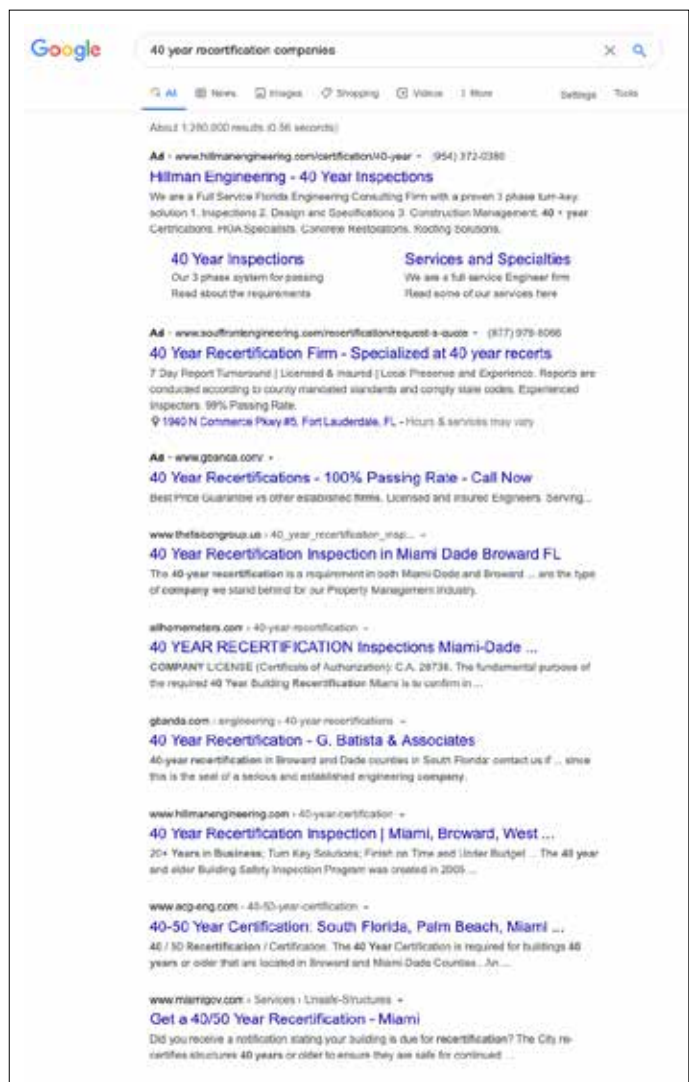 Google
40 year recertification companies
All News Images Shopping Videos More Settings Tools
About 1,280,000 results (0.56 seconds)
Ad · www.hillmanengineering.com/certification/40-year (954) 372-0380
Hillman Engineering - 40 Year Inspections
We are a Full Service Florida Engineering Consulting Firm with a proven 3 phase turn-key
solution 1. Inspections 2. Design and Specifications 3. Construction Management. 40 + year
Certifications. HOA Specialists. Concrete Restorations. Roofing Solutions.
40 Year Inspections
Our 3 phase system for passing
Read about the requirements
Services and Specialties
We are a full service Engineer firm
Read some of our services here
Ad · www.souffrontengineering.com/recertification/request-a-quote (877) 978-8066
40 Year Recertification Firm - Specialized at 40 year recerts
7 Day Report Turnaround | Licensed & Insured | Local Presence and Experience. Reports are
conducted according to county mandated standards and comply state codes. Experienced
Inspectors. 99% Passing Rate.
1940 N Commerce Pkwy #5, Fort Lauderdale, FL - Hours & services may vary
Ad · www.gbanda.com/
40 Year Recertifications - 100% Passing Rate - Call Now
Best Price Guarantee vs other established firms. Licensed and insured Engineers. Serving...
www.thefalcongroup.us › 40_year_recertification_insp...
40 Year Recertification Inspection in Miami Dade Broward FL
The 40-year recertification is a requirement in both Miami-Dade and Broward ... are the type
of company we stand behind for our Property Management Industry.
allhomemeters.com › 40-year-recertification
40 YEAR RECERTIFICATION Inspections Miami-Dade ...
COMPANY LICENSE (Certificate of Authorization): C.A. 28736. The fundamental purpose of
the required 40 Year Building Recertification Miami is to confirm in ...
gbanda.com › engineering › 40-year-recertifications
40 Year Recertification - G. Batista & Associates
40-year recertification in Broward and Dade counties in South Florida: contact us if ... since
this is the seal of a serious and established engineering company.
www.hillmanengineering.com › 40-year-certification
40 Year Recertification Inspection | Miami, Broward, West ...
20+ Years in Business; Turn Key Solutions; Finish on Time and Under Budget ... The 40 year
and older Building Safety Inspection Program was created in 2005 ...
www.acg-eng.com › 40-50-year-certification
40-50 Year Certification: South Florida, Palm Beach, Miami ...
40 / 50 Recertification / Certification. The 40 Year Certification is required for buildings 40
years or older that are located in Broward and Miami-Dade Counties. An ...
www.miamigov.com › Services › Unsafe-Structures
Get a 40/50 Year Recertification - Miami
Did you receive a notification stating your building is due for recertification? The City re-
certifies structures 40 years or older to ensure they are safe for continued ...